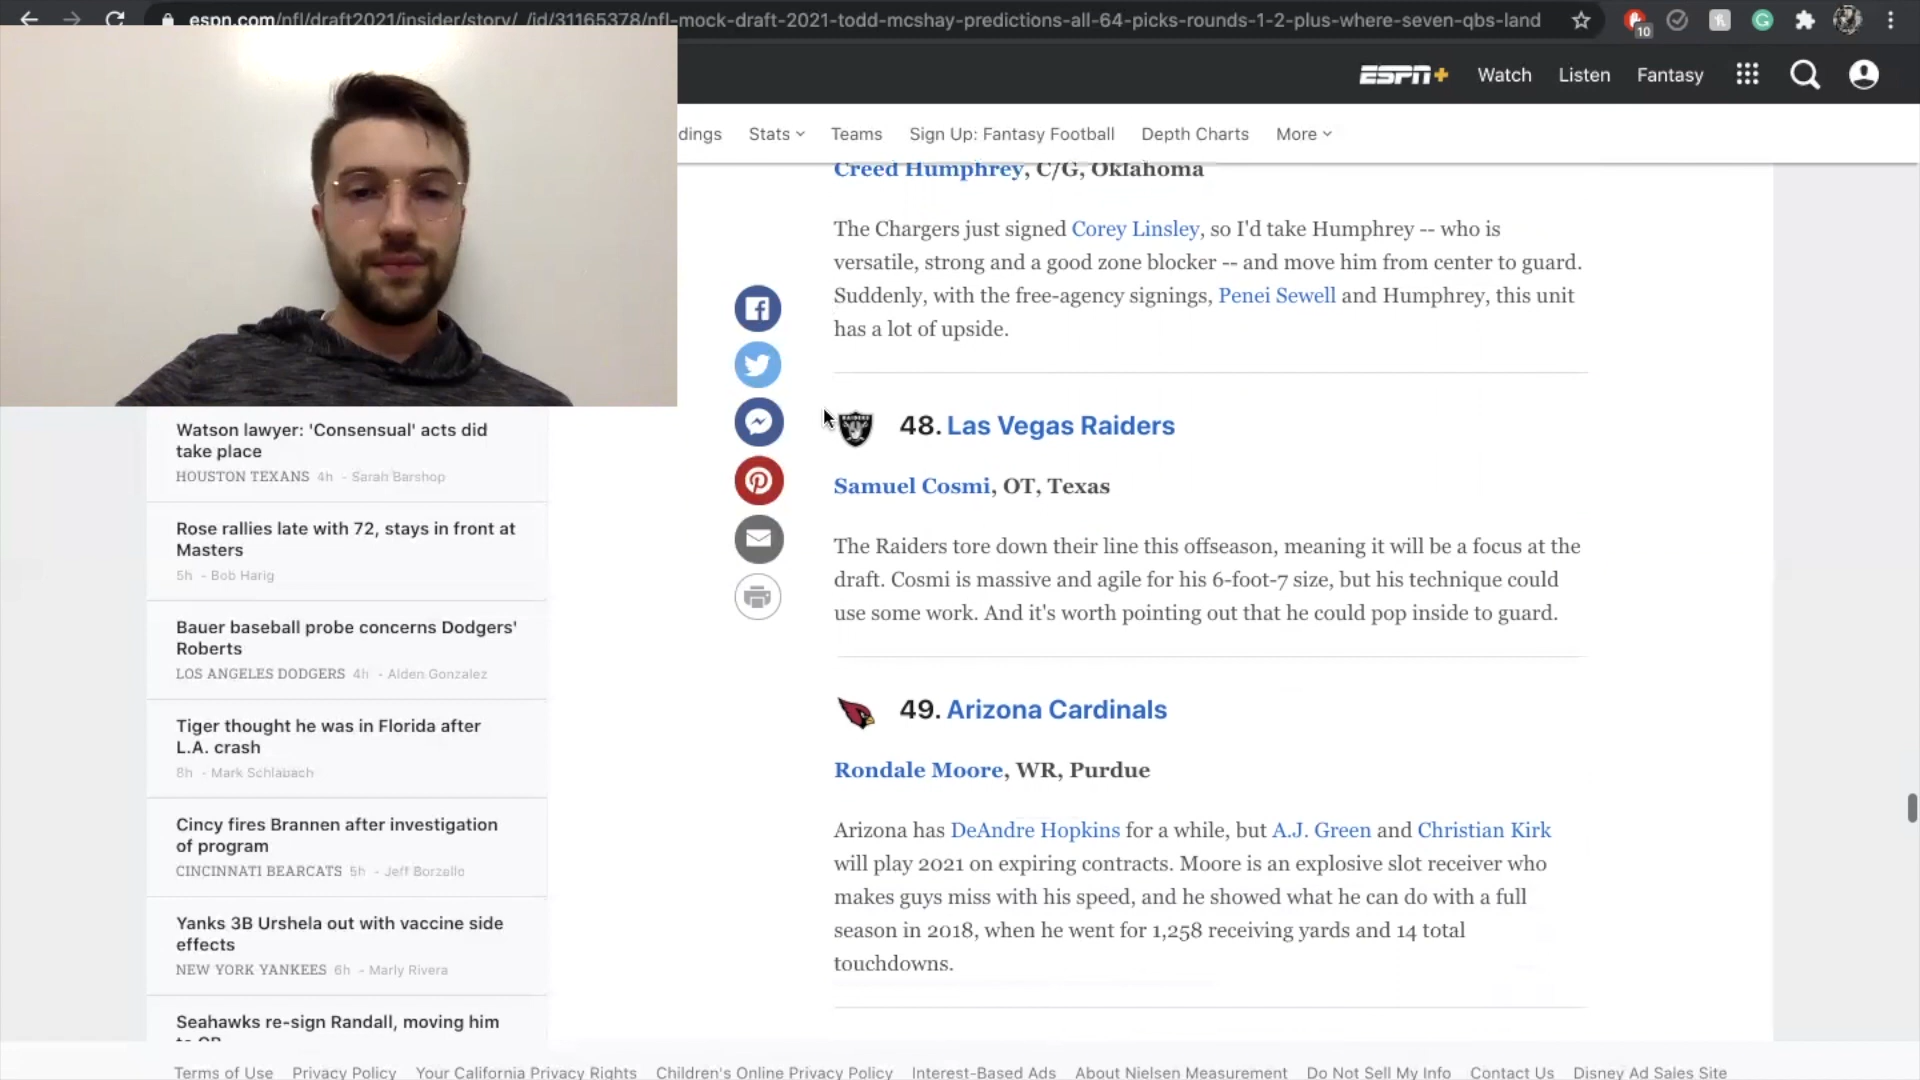 espn.com/nfl/draft2021/insider/story/_/id/31165378/nfl-mock-draft-2021-todd-mcshay-predictions-all-64-picks-rounds-1-2-plus-where-seven-qbs-land
10
ESPN+ Watch Listen Fantasy
dings Stats Teams Sign Up: Fantasy Football Depth Charts More
Creed Humphrey, C/G, Oklahoma
The Chargers just signed Corey Linsley, so I'd take Humphrey -- who is
versatile, strong and a good zone blocker -- and move him from center to guard.
Suddenly, with the free-agency signings, Penei Sewell and Humphrey, this unit
has a lot of upside.
RAIDERS
48. Las Vegas Raiders
Samuel Cosmi, OT, Texas
The Raiders tore down their line this offseason, meaning it will be a focus at the
draft. Cosmi is massive and agile for his 6-foot-7 size, but his technique could
use some work. And it's worth pointing out that he could pop inside to guard.
49. Arizona Cardinals
Rondale Moore, WR, Purdue
Arizona has DeAndre Hopkins for a while, but A.J. Green and Christian Kirk
will play 2021 on expiring contracts. Moore is an explosive slot receiver who
makes guys miss with his speed, and he showed what he can do with a full
season in 2018, when he went for 1,258 receiving yards and 14 total
touchdowns.
Watson lawyer: 'Consensual' acts did
take place
HOUSTON TEXANS 4h - Sarah Barshop
Rose rallies late with 72, stays in front at
Masters
5h - Bob Harig
Bauer baseball probe concerns Dodgers'
Roberts
LOS ANGELES DODGERS 4h - Alden Gonzalez
Tiger thought he was in Florida after
L.A. crash
8h - Mark Schlabach
Cincy fires Brannen after investigation
of program
CINCINNATI BEARCATS 5h - Jeff Borzello
Yanks 3B Urshela out with vaccine side
effects
NEW YORK YANKEES 6h - Marly Rivera
Seahawks re-sign Randall, moving him
to CB
Terms of Use Privacy Policy Your California Privacy Rights Children's Online Privacy Policy Interest-Based Ads About Nielsen Measurement Do Not Sell My Info Contact Us Disney Ad Sales Site